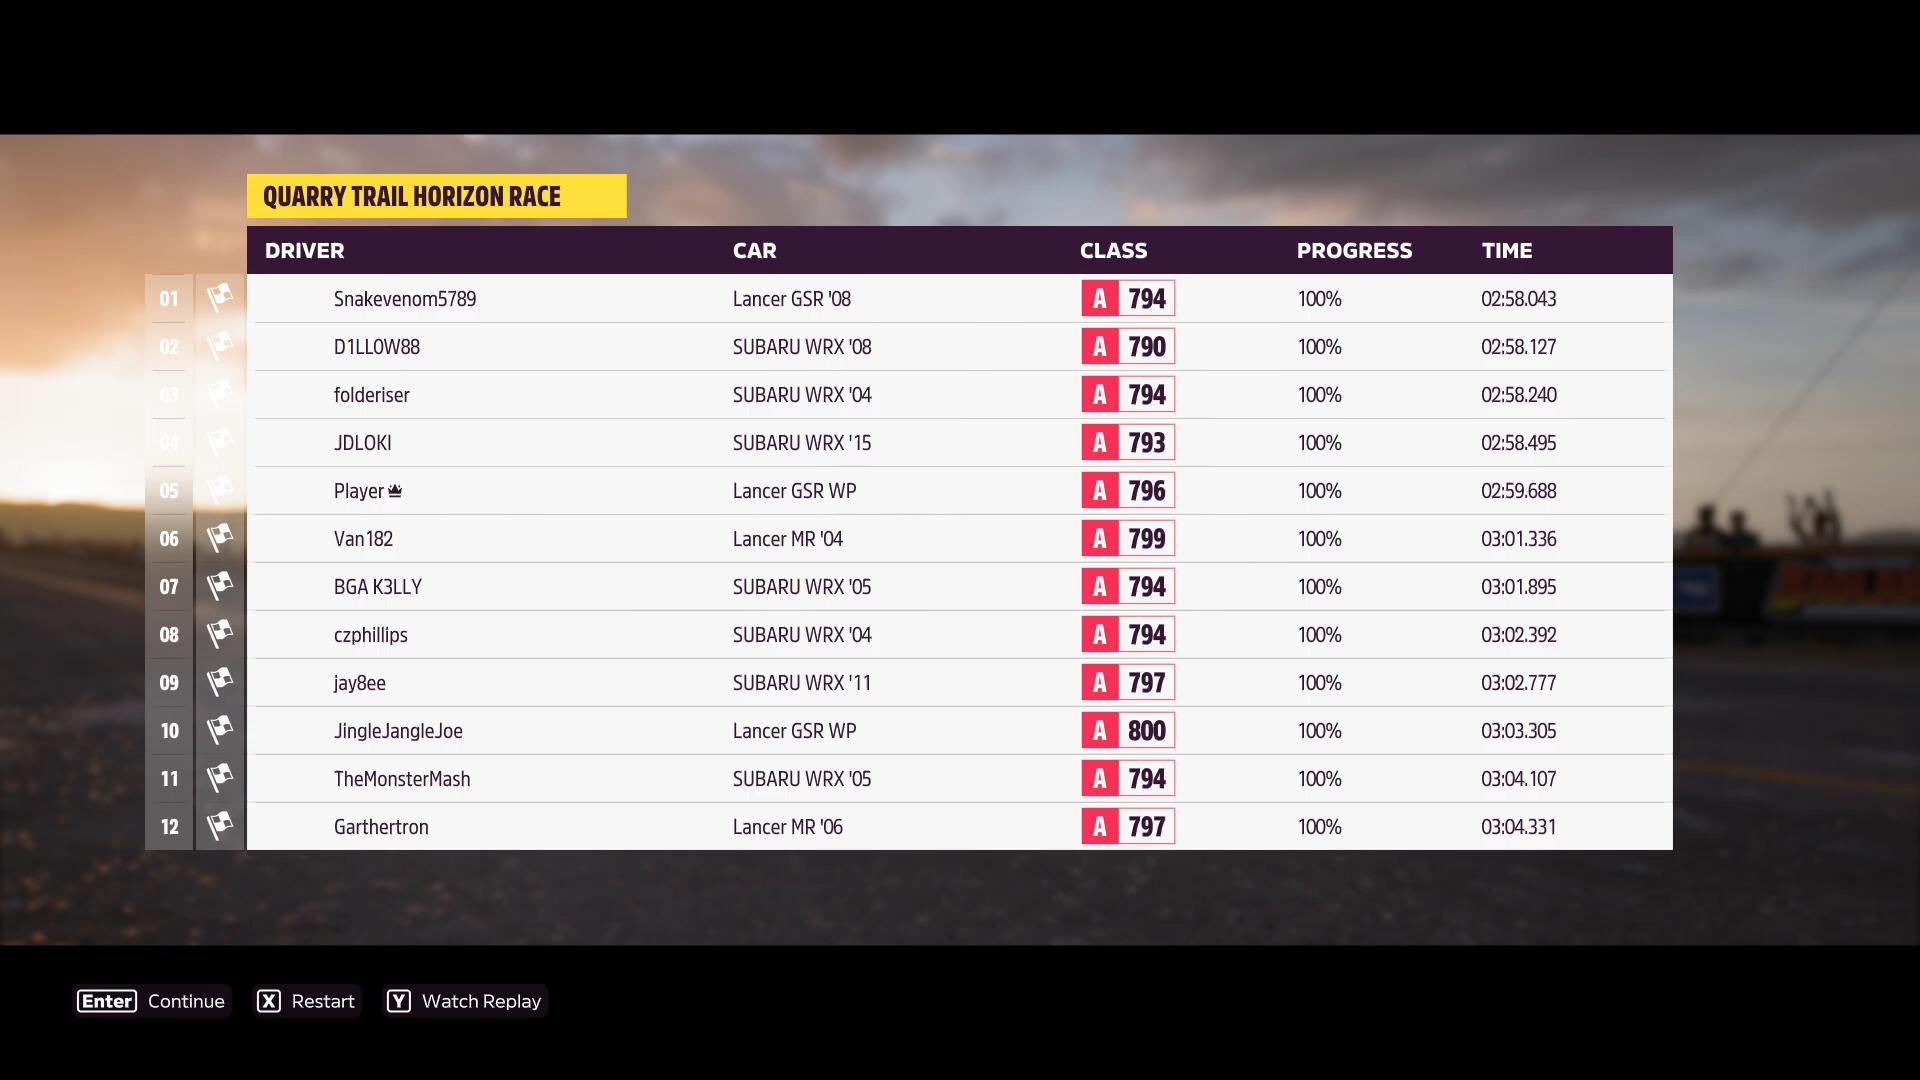 QUARRY TRAIL HORIZON RACE
DRIVER CAR CLASS PROGRESS TIME
01 Snakevenom5789 Lancer GSR '08 A 794 100% 02:58.043
02 D1LLOW88 SUBARU WRX '08 A 790 100% 02:58.127
03 folderiser SUBARU WRX '04 A 794 100% 02:58.240
04 JDLOKI SUBARU WRX '15 A 793 100% 02:58.495
05 Player Lancer GSR WP A 796 100% 02:59.688
06 Van182 Lancer MR '04 A 799 100% 03:01.336
07 BGA K3LLY SUBARU WRX '05 A 794 100% 03:01.895
08 czphillips SUBARU WRX '04 A 794 100% 03:02.392
09 jay8ee SUBARU WRX '11 A 797 100% 03:02.777
10 JingleJangleJoe Lancer GSR WP A 800 100% 03:03.305
11 TheMonsterMash SUBARU WRX '05 A 794 100% 03:04.107
12 Garthertron Lancer MR '06 A 797 100% 03:04.331
Enter Continue X Restart Y Watch Replay